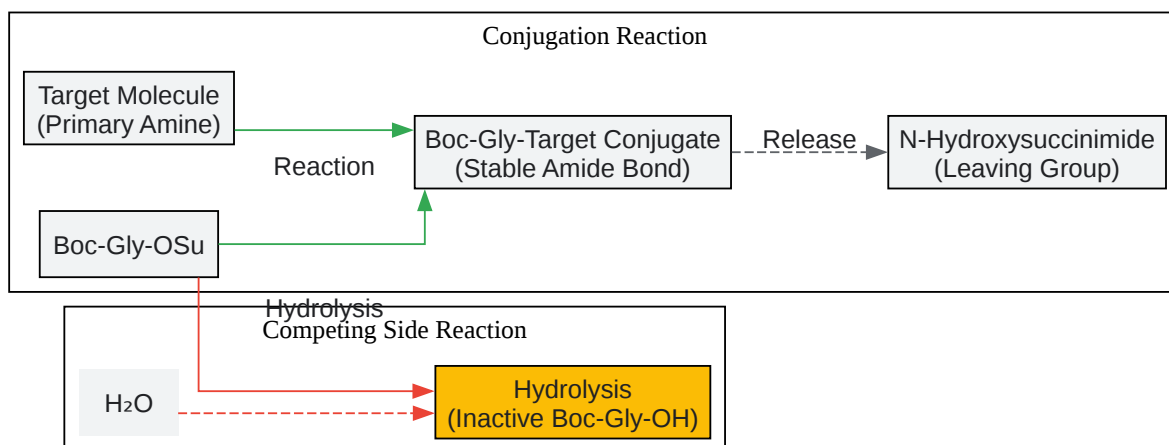 Conjugation Reaction
Target Molecule
(Primary Amine)
Reaction
Boc-Gly-Target Conjugate
(Stable Amide Bond)
Release
N-Hydroxysuccinimide
(Leaving Group)
Boc-Gly-OSu
Hydrolysis
Competing Side Reaction
H₂O
Hydrolysis
(Inactive Boc-Gly-OH)